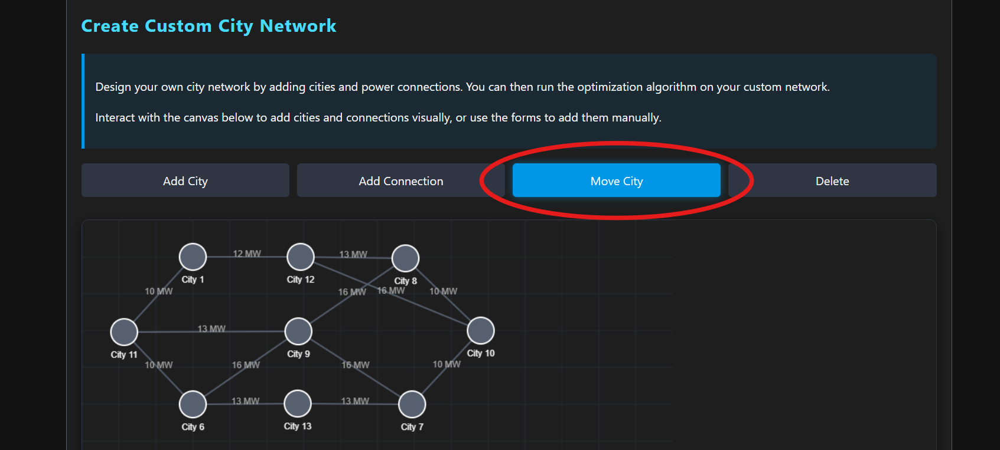 Create Custom City Network
Design your own city network by adding cities and power connections. You can then run the optimization algorithm on your custom network.
Interact with the canvas below to add cities and connections visually, or use the forms to add them manually.
Add City
Add Connection
Move City
Delete
12 MW
13 MW
City 1
City 12
City 8
10 MW
16 MW
16 MW
10 MW
13 MW
City 11
City 9
City 10
10 MW
16 MW
16 MW
10 MW
13 MW
13 MW
City 6
City 13
City 7